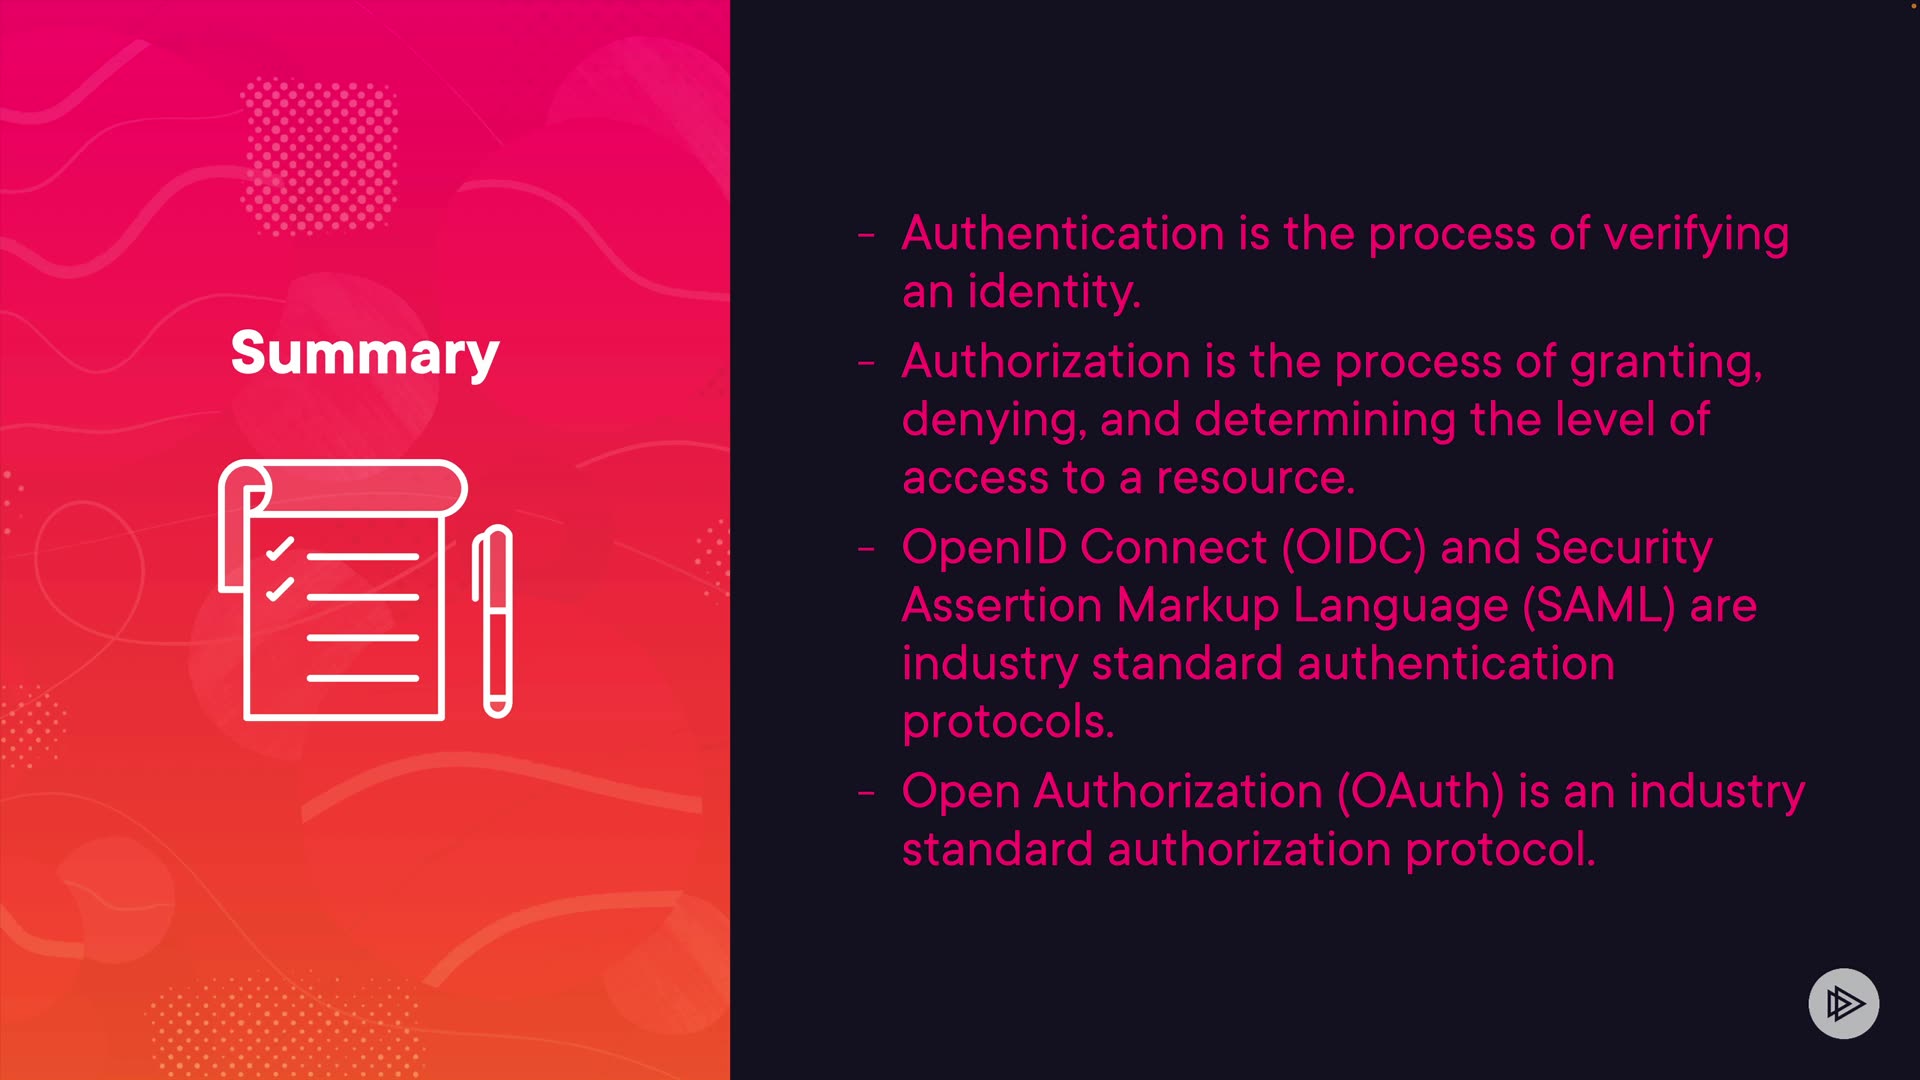 Summary
- Authentication is the process of verifying
an identity.
- Authorization is the process of granting,
denying, and determining the level of
access to a resource.
- OpenID Connect (OIDC) and Security
Assertion Markup Language (SAML) are
industry standard authentication
protocols.
- Open Authorization (OAuth) is an industry
standard authorization protocol.